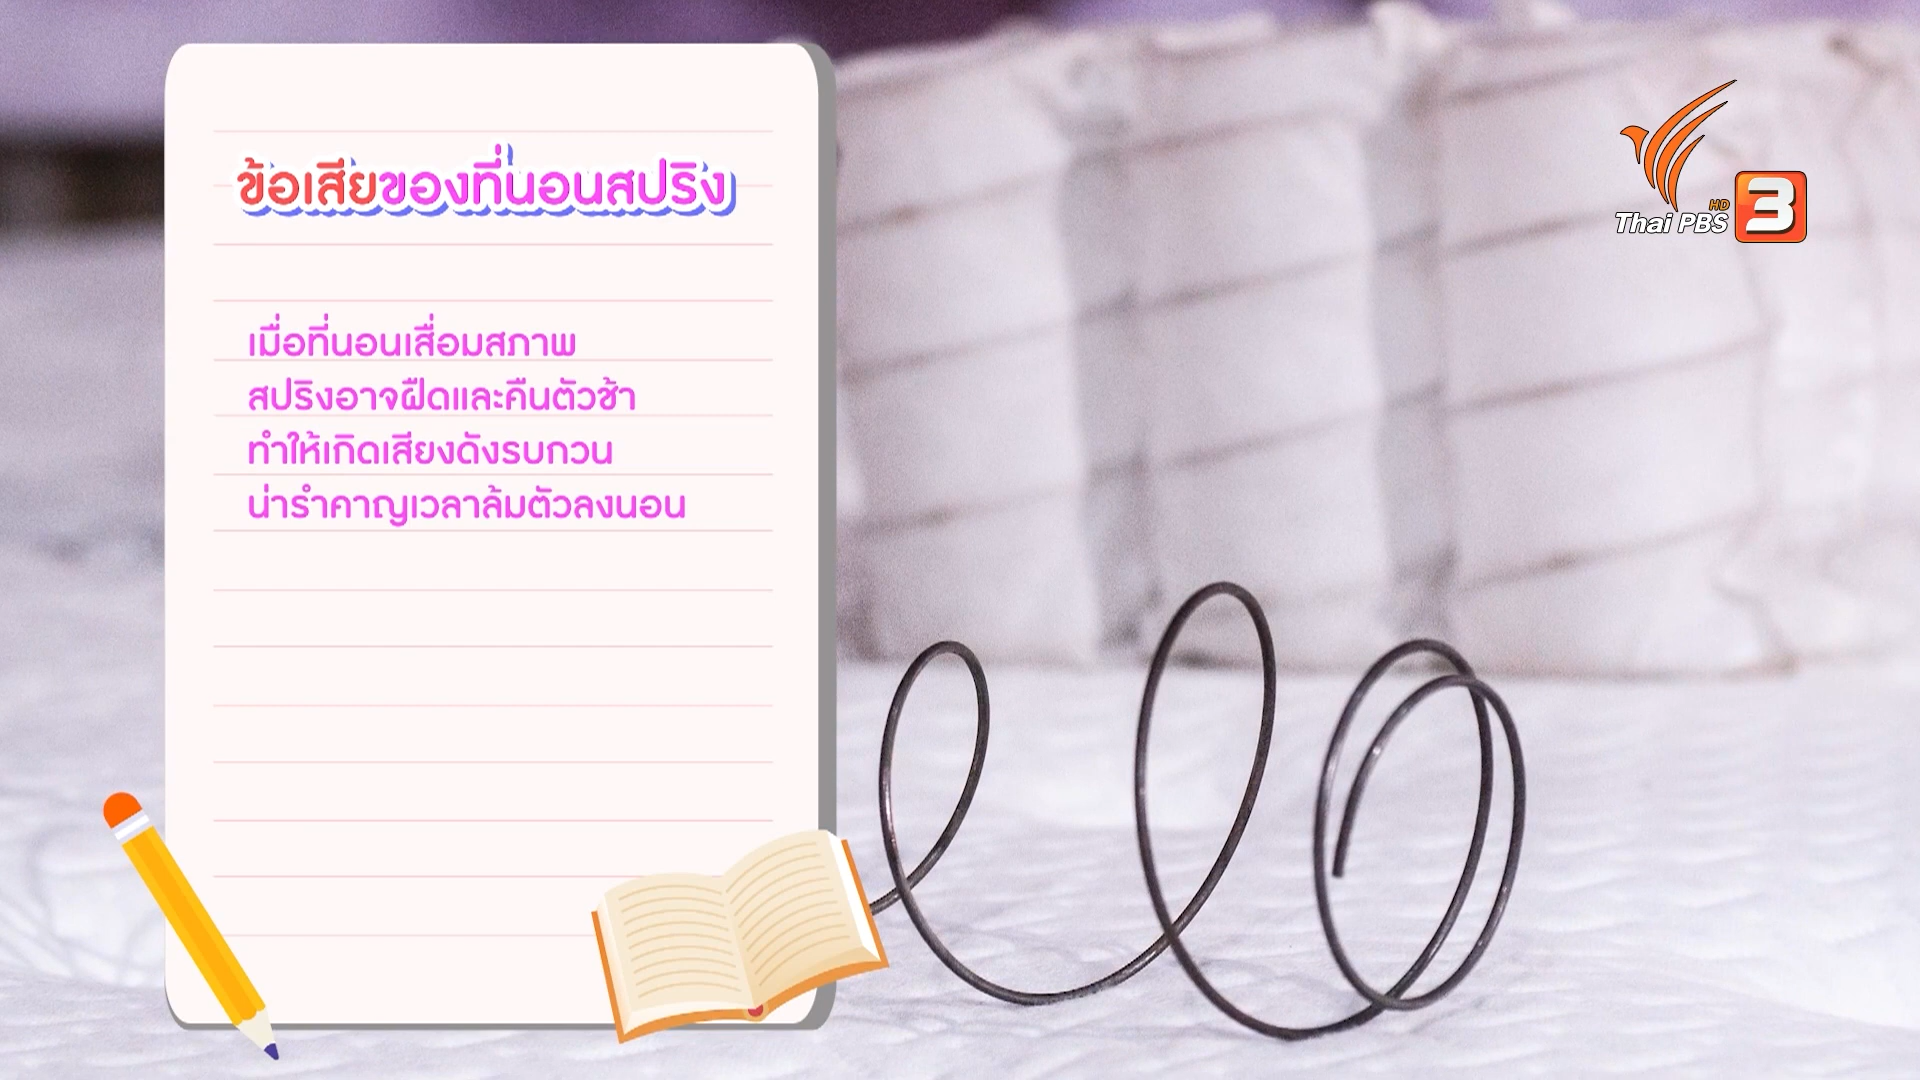 ข้อเสียของที่นอนสปริง
เมื่อที่นอนเสื่อมสภาพ
สปริงอาจฝืดและคืนตัวช้า
ทำให้เกิดเสียงดังรบกวน
น่ารำคาญเวลาล้มตัวลงนอน
HD
Thai PBS 3